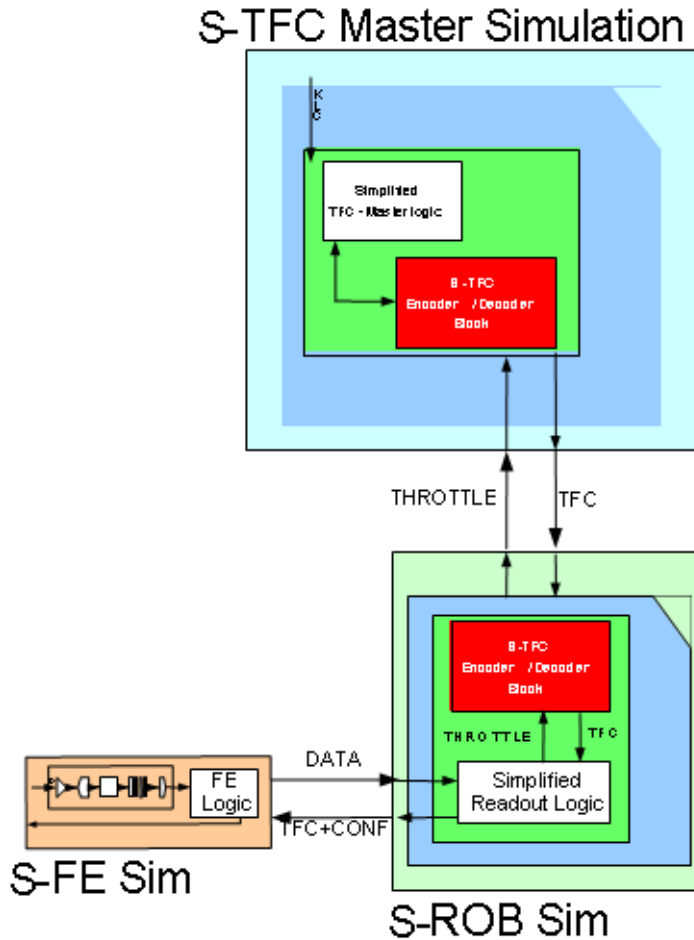 S-TFC Master Simulation
Simplified
TFC - Master logic
S-TFC
Encoder / Decoder
Block
THROTTLE
TFC
S-TFC
Encoder / Decoder
Block
THROTTLE
TFC
DATA
FE
Logic
Simplified
Readout Logic
TFC+CONF
S-FE Sim
S-ROB Sim